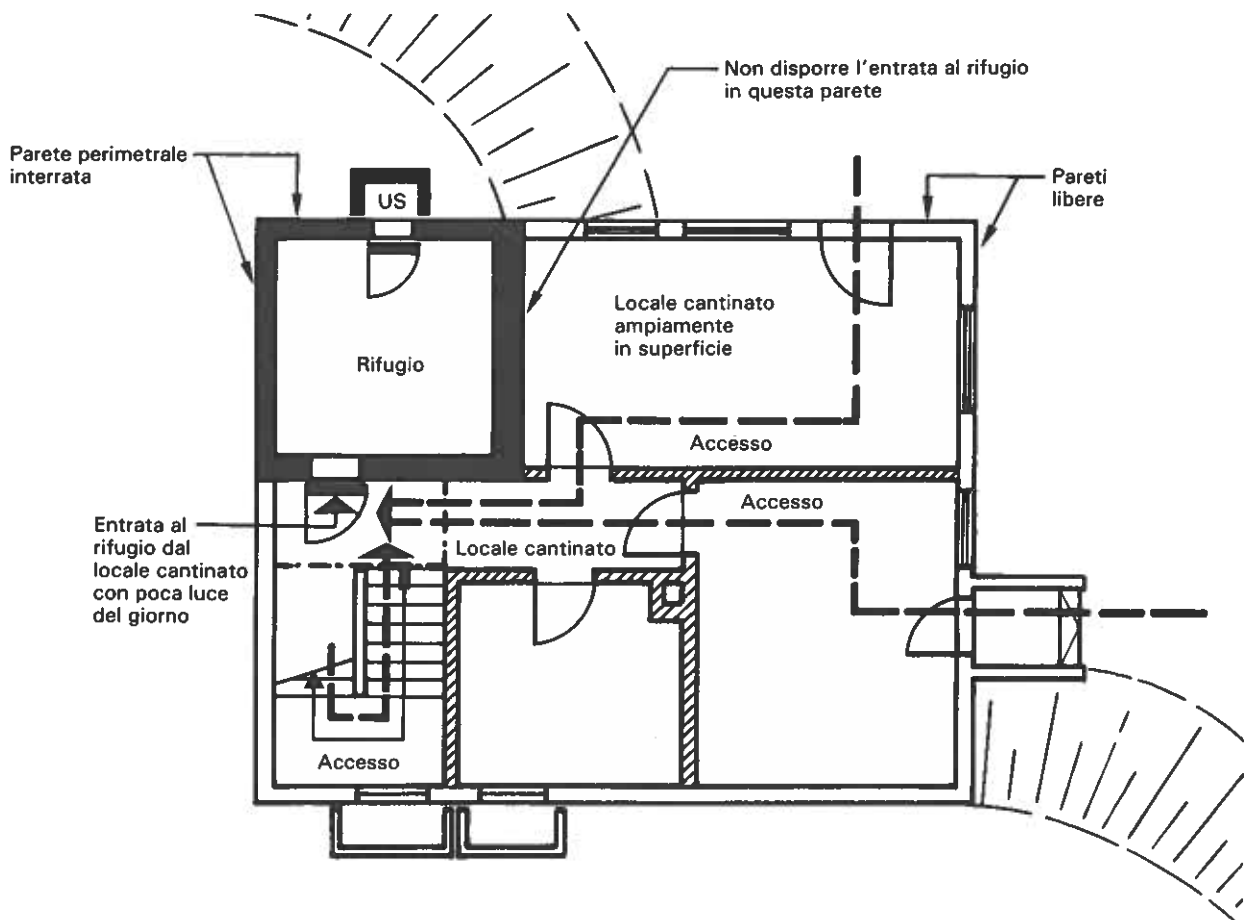 Non disporre l'entrata al rifugio
in questa parete
Parete perimetrale
interrata
US
Pareti
libere
Locale cantinato
ampiamente
in superficie
Rifugio
Accesso
Accesso
Entrata al
rifugio dal
locale cantinato
con poca luce
del giorno
Locale cantinato
Accesso